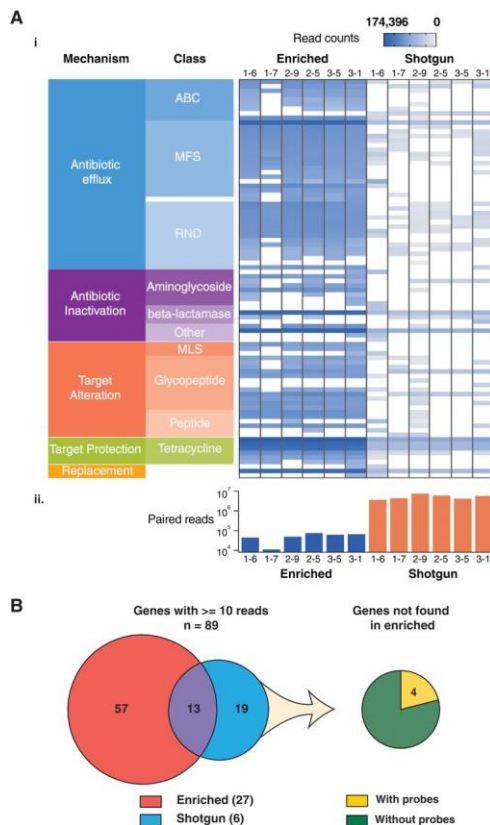 A
i
174,396 0
Read counts
Mechanism Class Enriched Shotgun
1-6 1-7 2-9 2-5 3-5 3-1 1-6 1-7 2-9 2-5 3-5 3-1
ABC
MFS
Antibiotic
efflux
RND
Aminoglycoside
Antibiotic
Inactivation
beta-lactamase
Other
MLS
Target
Alteration
Glycopeptide
Peptide
Target Protection Tetracycline
Replacement
ii.
Paired reads
10⁷
10⁶
10⁵
10⁴
1-6 1-7 2-9 2-5 3-5 3-1 1-6 1-7 2-9 2-5 3-5 3-1
Enriched Shotgun
B
Genes with >= 10 reads
n = 89
Genes not found
in enriched
57 13 19 4
Enriched (27) With probes
Shotgun (6) Without probes